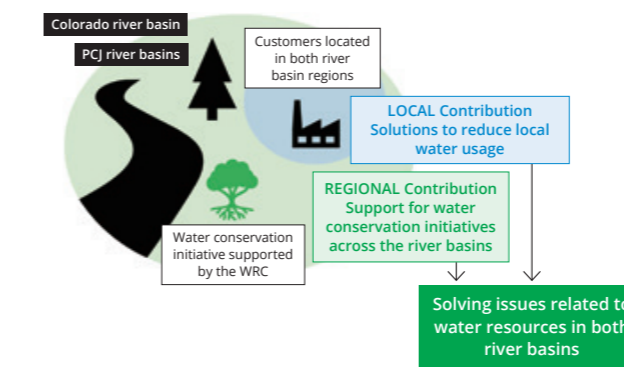 Colorado river basin
PCJ river basins
Customers located
in both river
basin regions
LOCAL Contribution
Solutions to reduce local
water usage
REGIONAL Contribution
Support for water
conservation initiatives
across the river basins
Water conservation
initiative supported
by the WRC
Solving issues related to
water resources in both
river basins